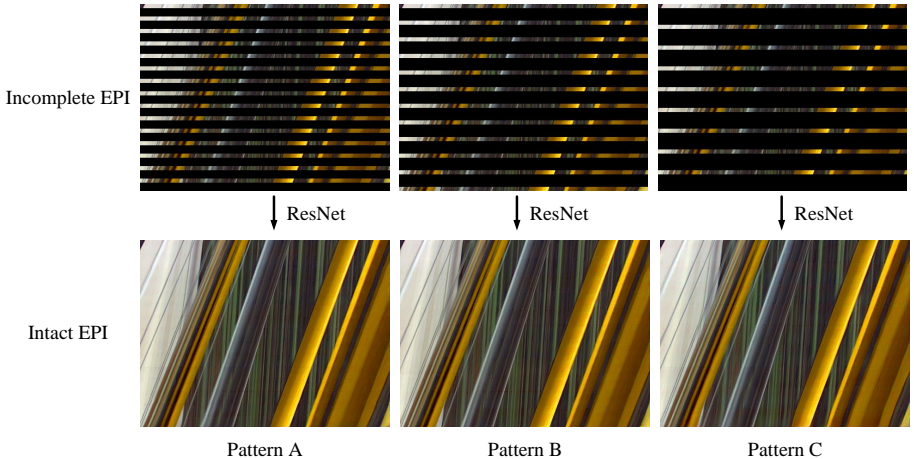 Incomplete EPI
ResNet
ResNet
ResNet
Intact EPI
Pattern A
Pattern B
Pattern C